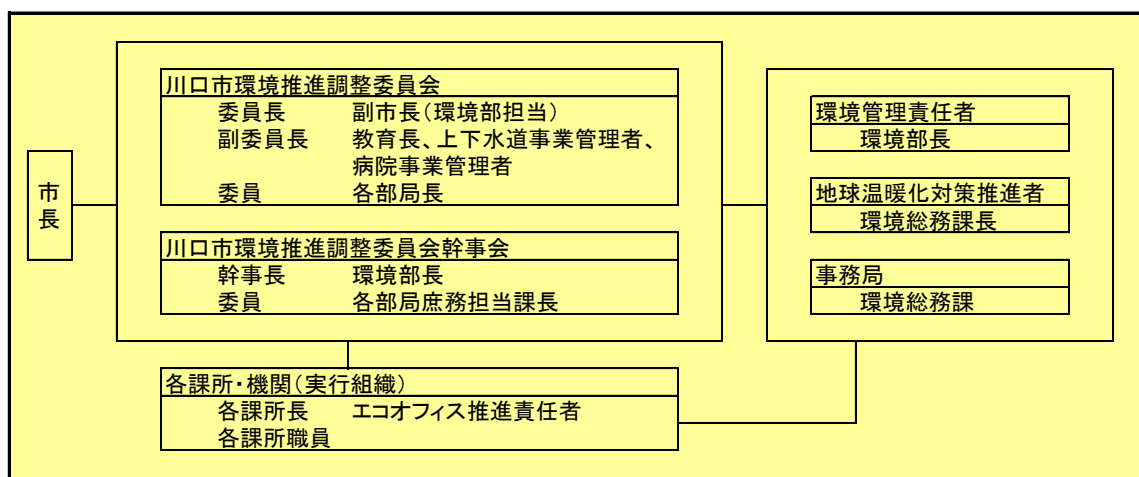 市長
川口市環境推進調整委員会
委員長 副市長（環境部担当）
副委員長 教育長、上下水道事業管理者、
病院事業管理者
委員 各部局長
川口市環境推進調整委員会幹事会
幹事長 環境部長
委員 各部局庶務担当課長
各課所・機関（実行組織）
各課所長 エコオフィス推進責任者
各課所職員
環境管理責任者
環境部長
地球温暖化対策推進者
環境総務課長
事務局
環境総務課